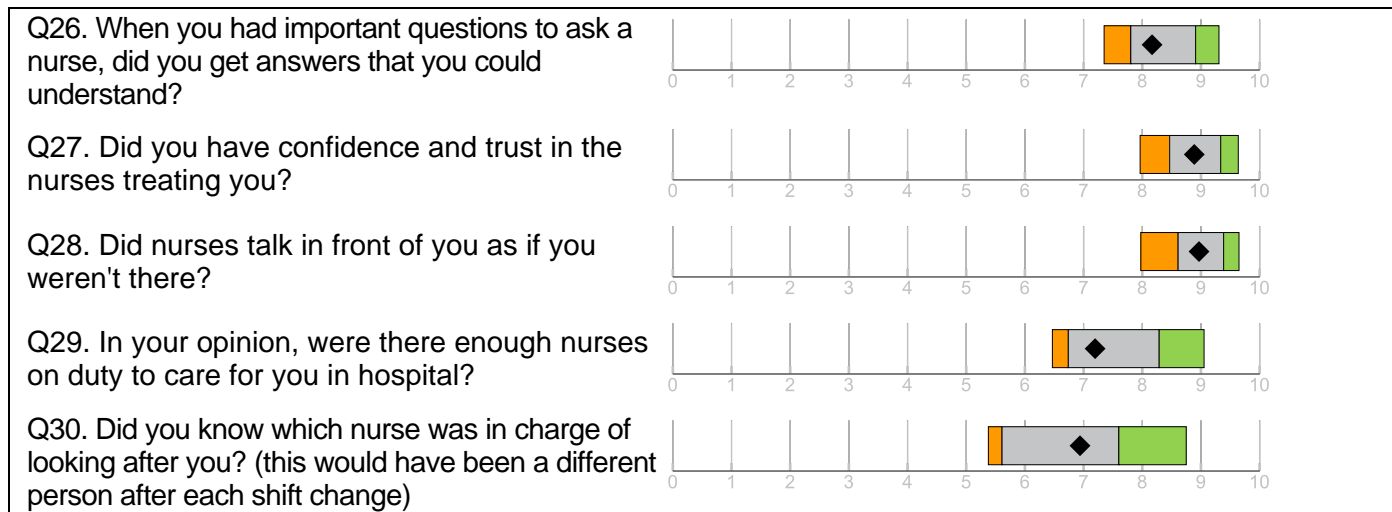 Q26. When you had important questions to ask a
nurse, did you get answers that you could
understand?
0 1 2 3 4 5 6 7 8 9 10
Q27. Did you have confidence and trust in the
nurses treating you?
0 1 2 3 4 5 6 7 8 9 10
Q28. Did nurses talk in front of you as if you
weren't there?
0 1 2 3 4 5 6 7 8 9 10
Q29. In your opinion, were there enough nurses
on duty to care for you in hospital?
0 1 2 3 4 5 6 7 8 9 10
Q30. Did you know which nurse was in charge of
looking after you? (this would have been a different
person after each shift change)
0 1 2 3 4 5 6 7 8 9 10